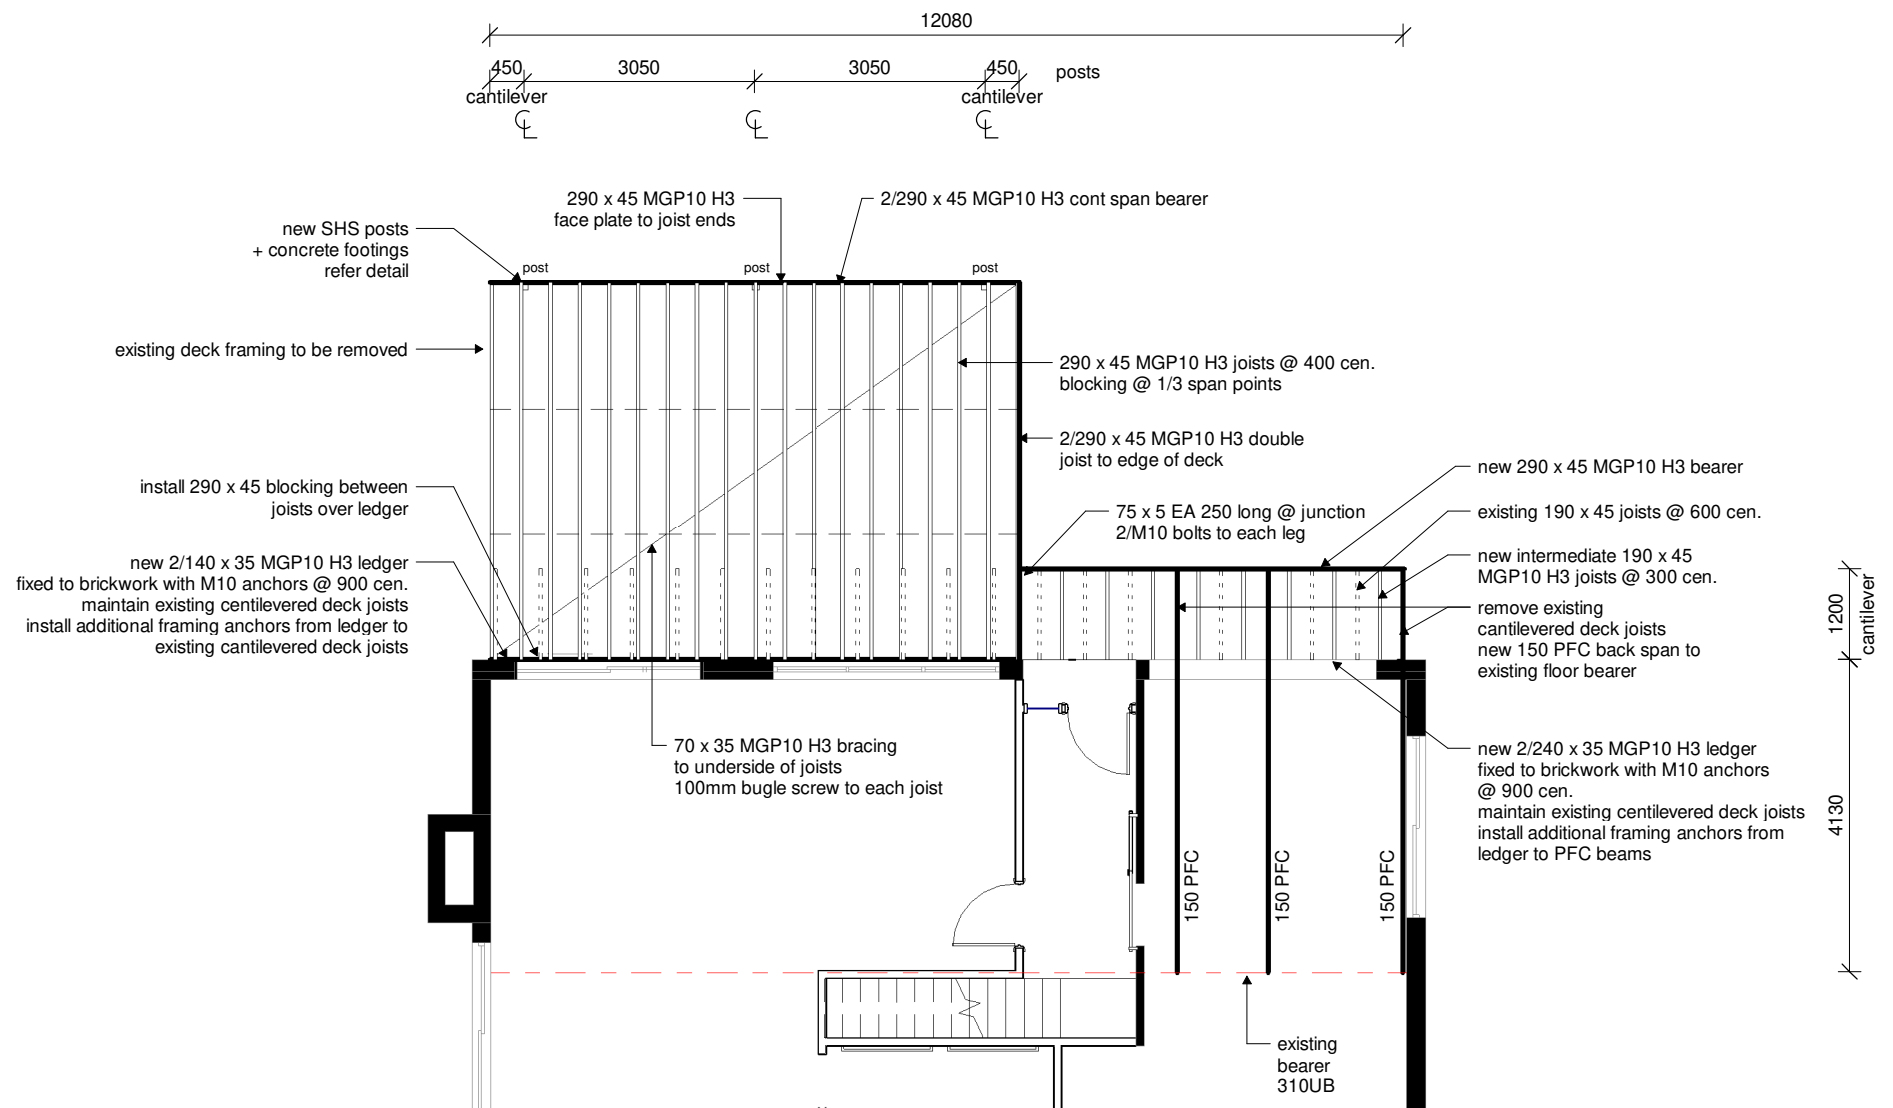 12080
450
3050
3050
450
posts
cantilever
cantilever
℄
℄
℄
290 x 45 MGP10 H3
face plate to joist ends
2/290 x 45 MGP10 H3 cont span bearer
new SHS posts
+ concrete footings
refer detail
post
post
post
existing deck framing to be removed
290 x 45 MGP10 H3 joists @ 400 cen.
blocking @ 1/3 span points
2/290 x 45 MGP10 H3 double
joist to edge of deck
new 290 x 45 MGP10 H3 bearer
install 290 x 45 blocking between
joists over ledger
75 x 5 EA 250 long @ junction
2/M10 bolts to each leg
existing 190 x 45 joists @ 600 cen.
new 2/140 x 35 MGP10 H3 ledger
fixed to brickwork with M10 anchors @ 900 cen.
maintain existing centilevered deck joists
install additional framing anchors from ledger to
existing cantilevered deck joists
new intermediate 190 x 45
MGP10 H3 joists @ 300 cen.
remove existing
cantilevered deck joists
new 150 PFC back span to
existing floor bearer
1200
cantilever
70 x 35 MGP10 H3 bracing
to underside of joists
100mm bugle screw to each joist
new 2/240 x 35 MGP10 H3 ledger
fixed to brickwork with M10 anchors
@ 900 cen.
maintain existing centilevered deck joists
install additional framing anchors from
ledger to PFC beams
4130
150 PFC
150 PFC
150 PFC
existing
bearer
310UB